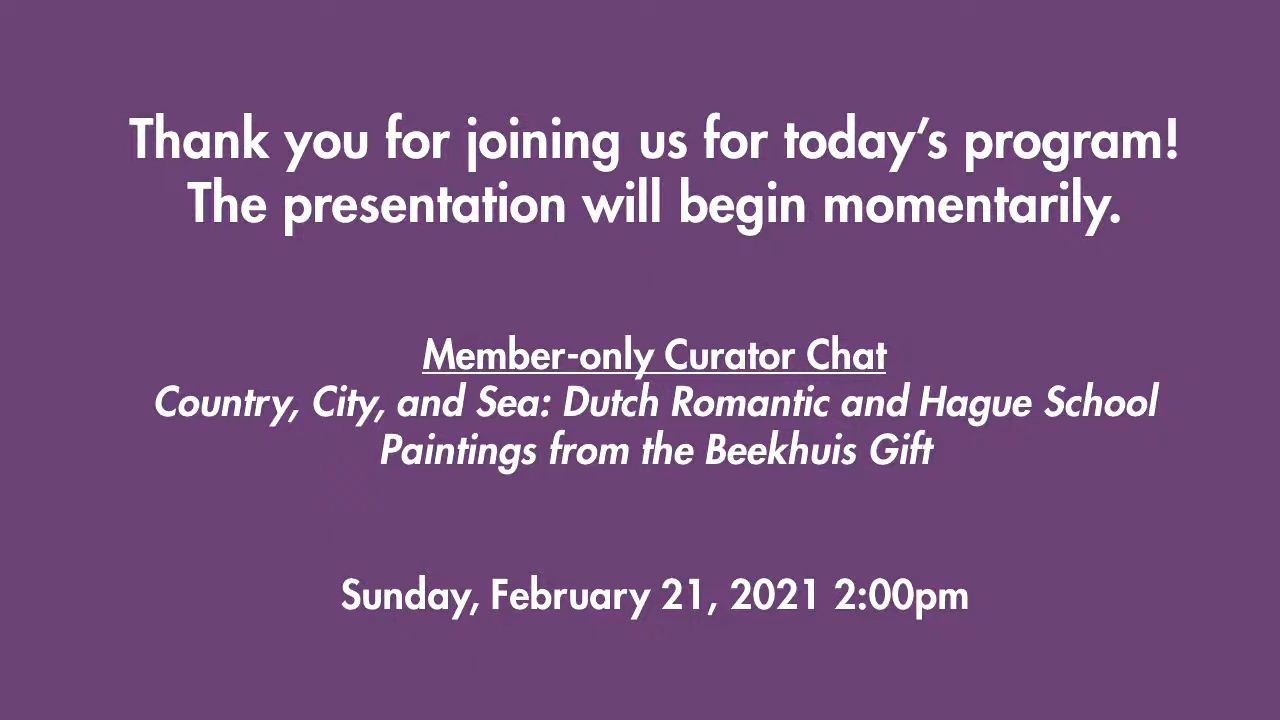 Thank you for joining us for today’s program!
The presentation will begin momentarily.
Member-only Curator Chat
Country, City, and Sea: Dutch Romantic and Hague School
Paintings from the Beekhuis Gift
Sunday, February 21, 2021 2:00pm